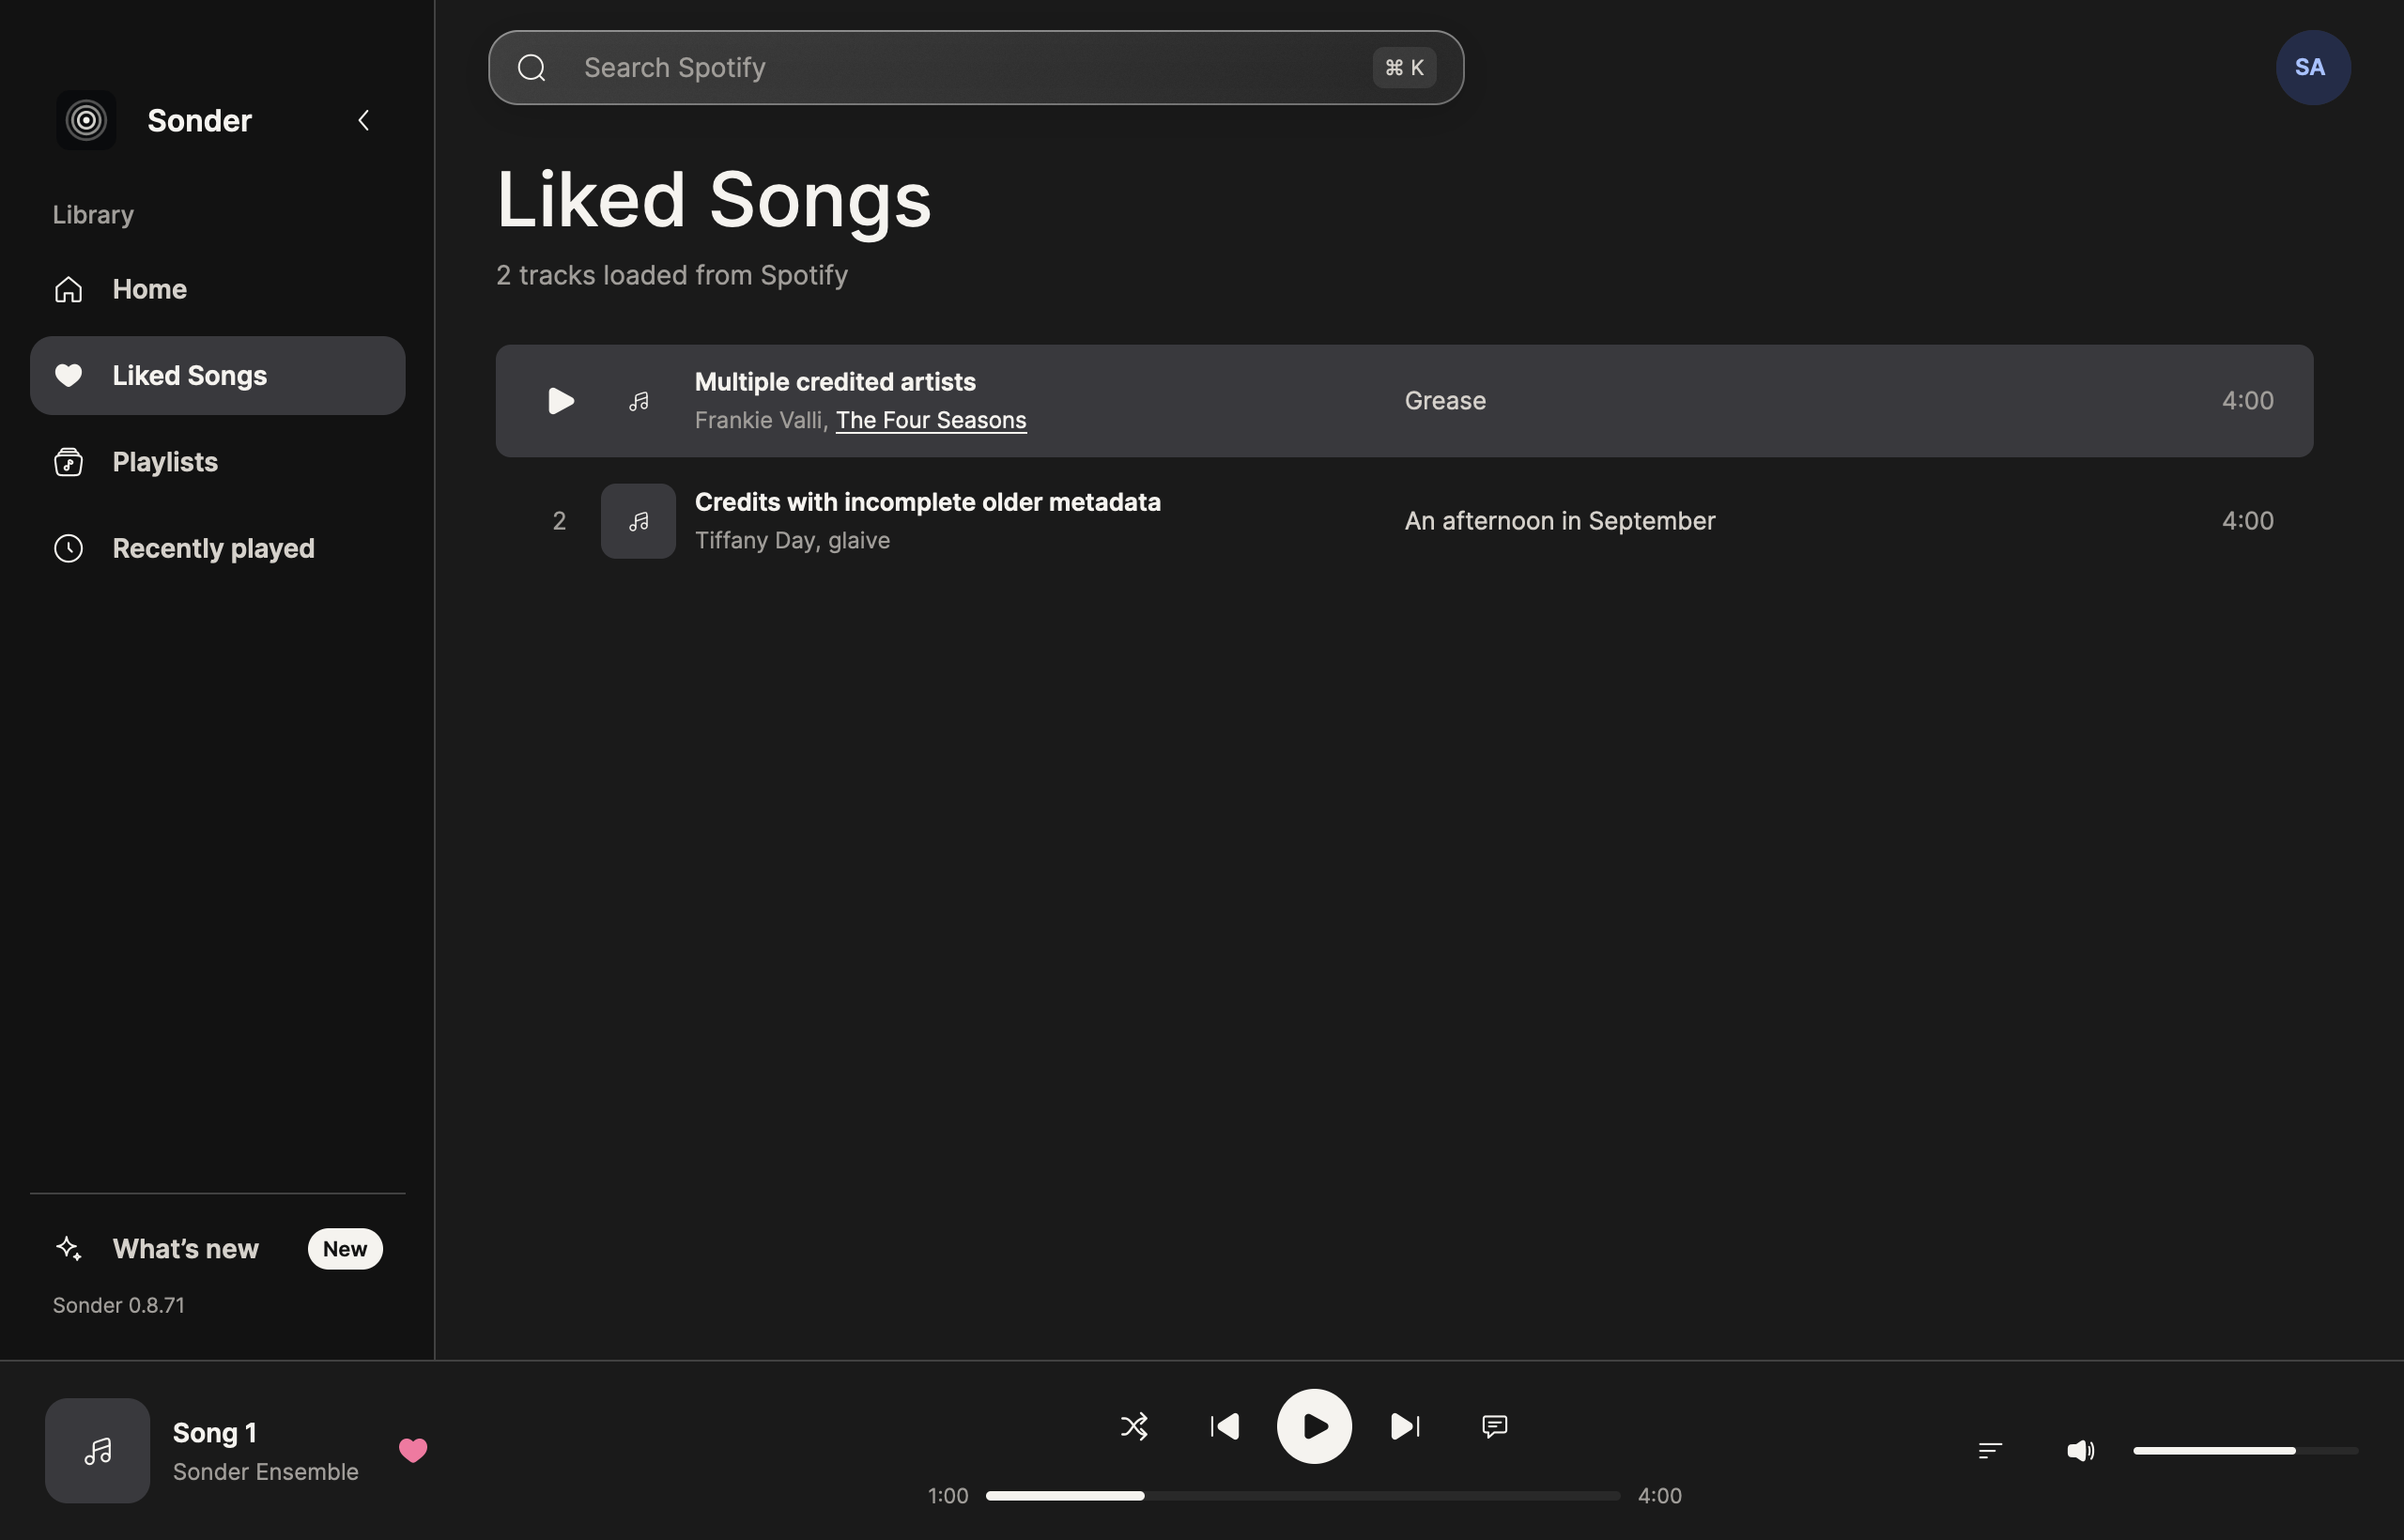 Search Spotify
⌘ K
SA
Sonder
Library
Home
Liked Songs
Playlists
Recently played
Liked Songs
2 tracks loaded from Spotify
Multiple credited artists
Frankie Valli, The Four Seasons
Grease
4:00
2
Credits with incomplete older metadata
Tiffany Day, glaive
An afternoon in September
4:00
What’s new
New
Sonder 0.8.71
Song 1
Sonder Ensemble
1:00
4:00